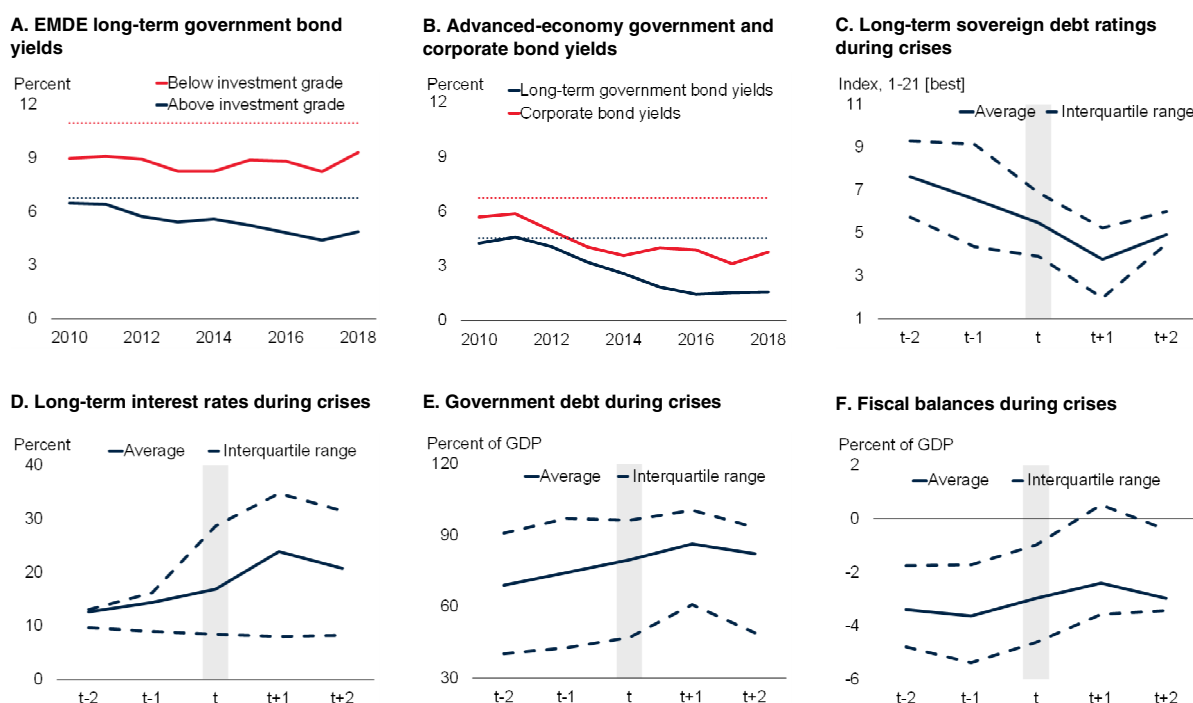 A. EMDE long-term government bond
yields
Percent
Below investment grade
Above investment grade
12
9
6
3
0
2010 2012 2014 2016 2018
B. Advanced-economy government and
corporate bond yields
Percent
Long-term government bond yields
Corporate bond yields
12
9
6
3
0
2010 2012 2014 2016 2018
C. Long-term sovereign debt ratings
during crises
Index, 1-21 [best]
Average Interquartile range
11
9
7
5
3
1
t-2 t-1 t t+1 t+2
D. Long-term interest rates during crises
Percent
Average Interquartile range
40
30
20
10
0
t-2 t-1 t t+1 t+2
E. Government debt during crises
Percent of GDP
Average Interquartile range
120
90
60
30
t-2 t-1 t t+1 t+2
F. Fiscal balances during crises
Percent of GDP
Average Interquartile range
2
0
-2
-4
-6
t-2 t-1 t t+1 t+2